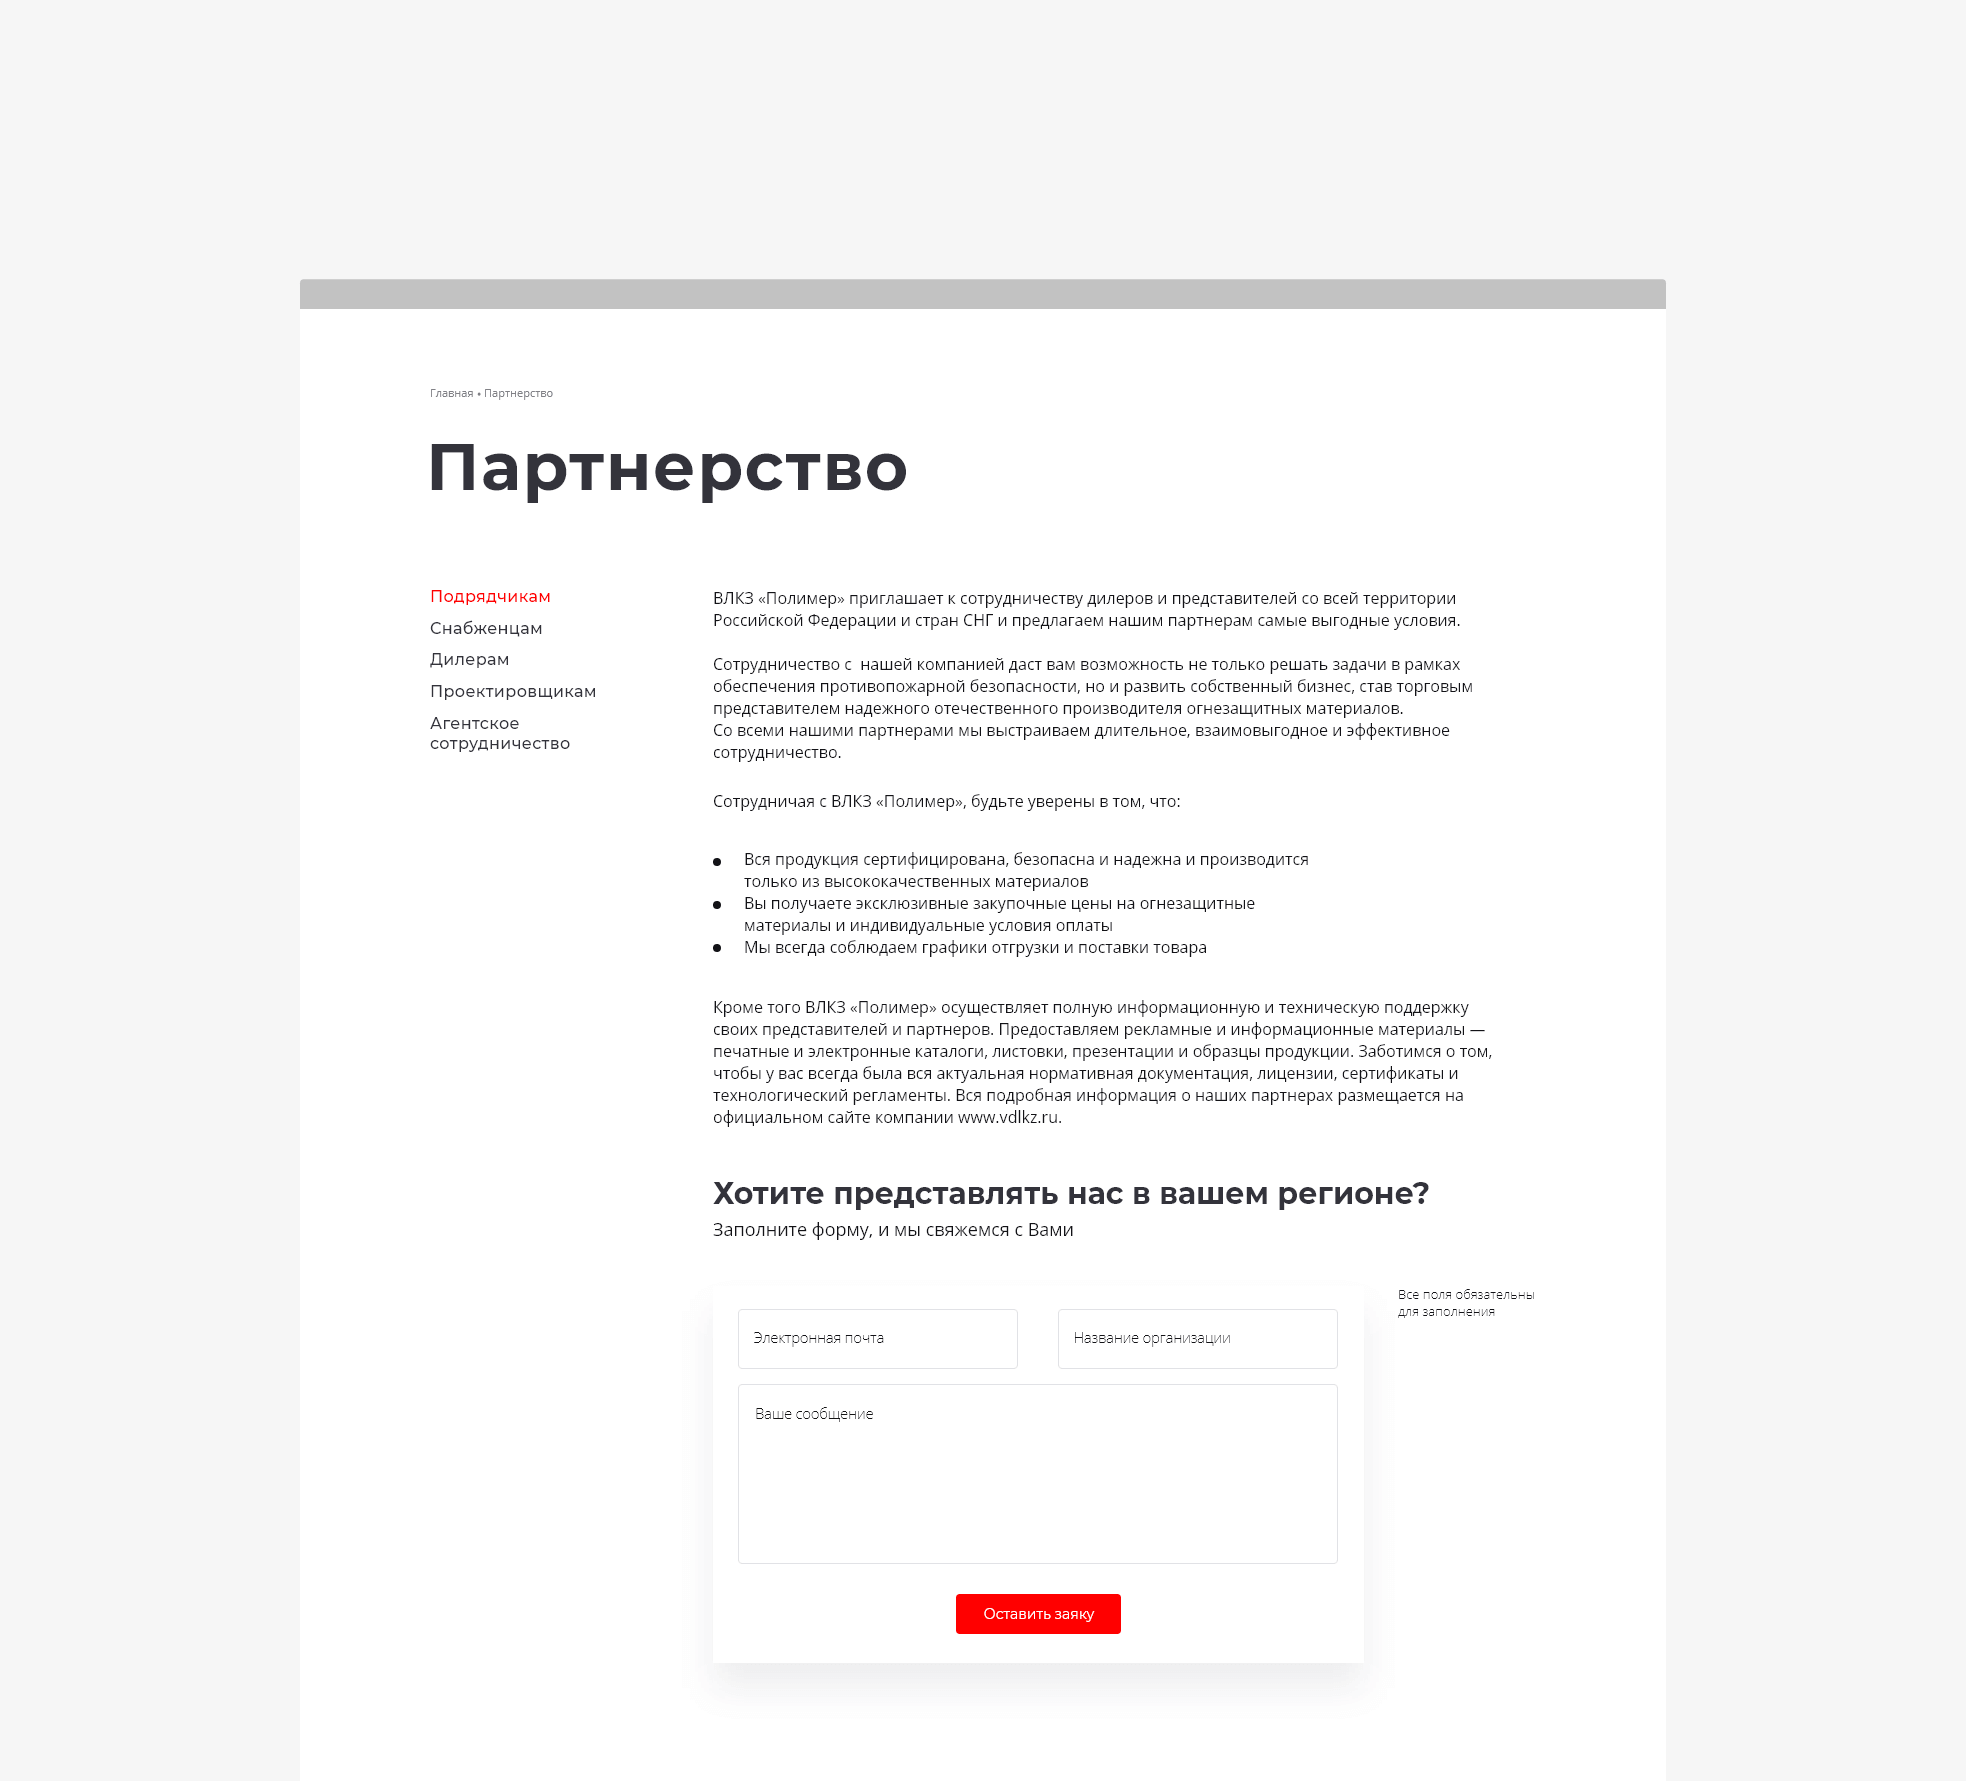 Главная • Партнерство
Партнерство
Подрядчикам
Снабженцам
Дилерам
Проектировщикам
Агентское
сотрудничество
ВЛКЗ «Полимер» приглашает к сотрудничеству дилеров и представителей со всей территории
Российской Федерации и стран СНГ и предлагаем нашим партнерам самые выгодные условия.
Сотрудничество с  нашей компанией даст вам возможность не только решать задачи в рамках
обеспечения противопожарной безопасности, но и развить собственный бизнес, став торговым
представителем надежного отечественного производителя огнезащитных материалов.
Со всеми нашими партнерами мы выстраиваем длительное, взаимовыгодное и эффективное
сотрудничество.
Сотрудничая с ВЛКЗ «Полимер», будьте уверены в том, что:
• Вся продукция сертифицирована, безопасна и надежна и производится
только из высококачественных материалов
• Вы получаете эксклюзивные закупочные цены на огнезащитные
материалы и индивидуальные условия оплаты
• Мы всегда соблюдаем графики отгрузки и поставки товара
Кроме того ВЛКЗ «Полимер» осуществляет полную информационную и техническую поддержку
своих представителей и партнеров. Предоставляем рекламные и информационные материалы —
печатные и электронные каталоги, листовки, презентации и образцы продукции. Заботимся о том,
чтобы у вас всегда была вся актуальная нормативная документация, лицензии, сертификаты и
технологический регламенты. Вся подробная информация о наших партнерах размещается на
официальном сайте компании www.vdlkz.ru.
Хотите представлять нас в вашем регионе?
Заполните форму, и мы свяжемся с Вами
Все поля обязательны
для заполнения
Электронная почта
Название организации
Ваше сообщение
Оставить заяку